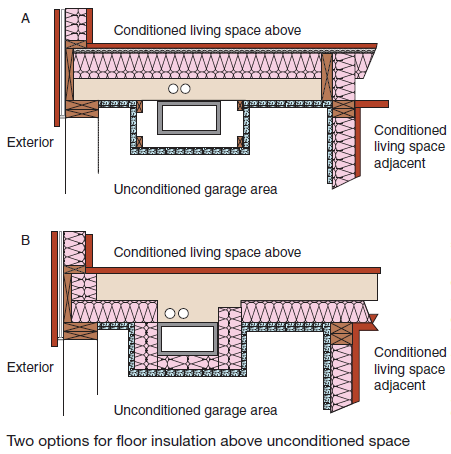 A
Conditioned living space above
Exterior
Conditioned
living space
adjacent
Unconditioned garage area
B
Conditioned living space above
Exterior
Conditioned
living space
adjacent
Unconditioned garage area
Two options for floor insulation above unconditioned space